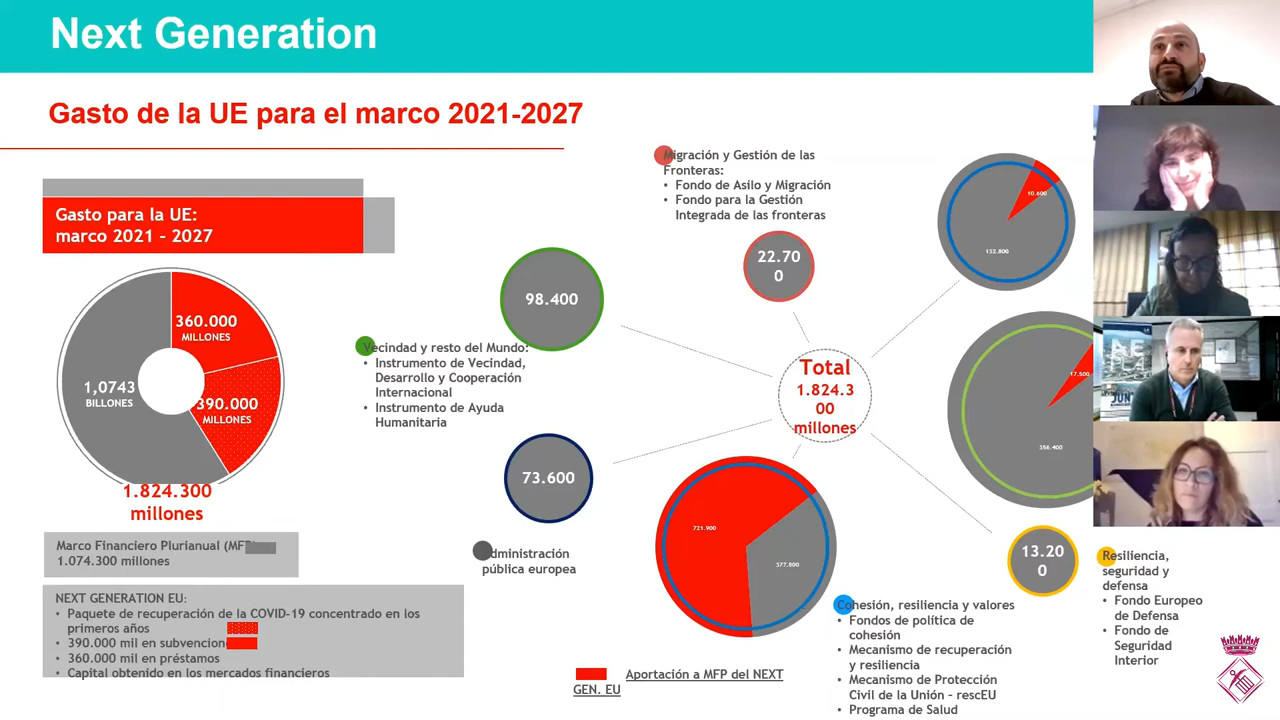 Next Generation
Gasto de la UE para el marco 2021-2027
Gasto para la UE:
marco 2021 - 2027
360.000
MILLONES
1,0743
BILLONES
390.000
MILLONES
1.824.300
millones
Marco Financiero Plurianual
1.074.300 millones
NEXT GENERATION EU:
• Paquete de recuperación de la COVID-19 concentrado en los
primeros años
• 390.000 mil en subvencion
• 360.000 mil en préstamos
• Capital obtenido en los mercados financieros
98.400
Vecindad y resto del Mundo:
• Instrumento de Vecindad,
Desarrollo y Cooperación
Internacional
• Instrumento de Ayuda
Humanitaria
73.600
Administración
pública europea
Migración y Gestión de las
Fronteras:
• Fondo de Asilo y Migración
• Fondo para la Gestión
Integrada de las fronteras
22.70
0
Total
1.824.3
00
millones
10.600
132.800
17.500
356.400
721.900
377.800
13.20
0
Resiliencia,
seguridad y
defensa
• Fondo Europeo
de Defensa
• Fondo de
Seguridad
Interior
Cohesión, resiliencia y valores
• Fondos de política de
cohesión
• Mecanismo de recuperación
y resiliencia
• Mecanismo de Protección
Civil de la Unión – rescEU
• Programa de Salud
Aportación a MFP del NEXT
GEN. EU